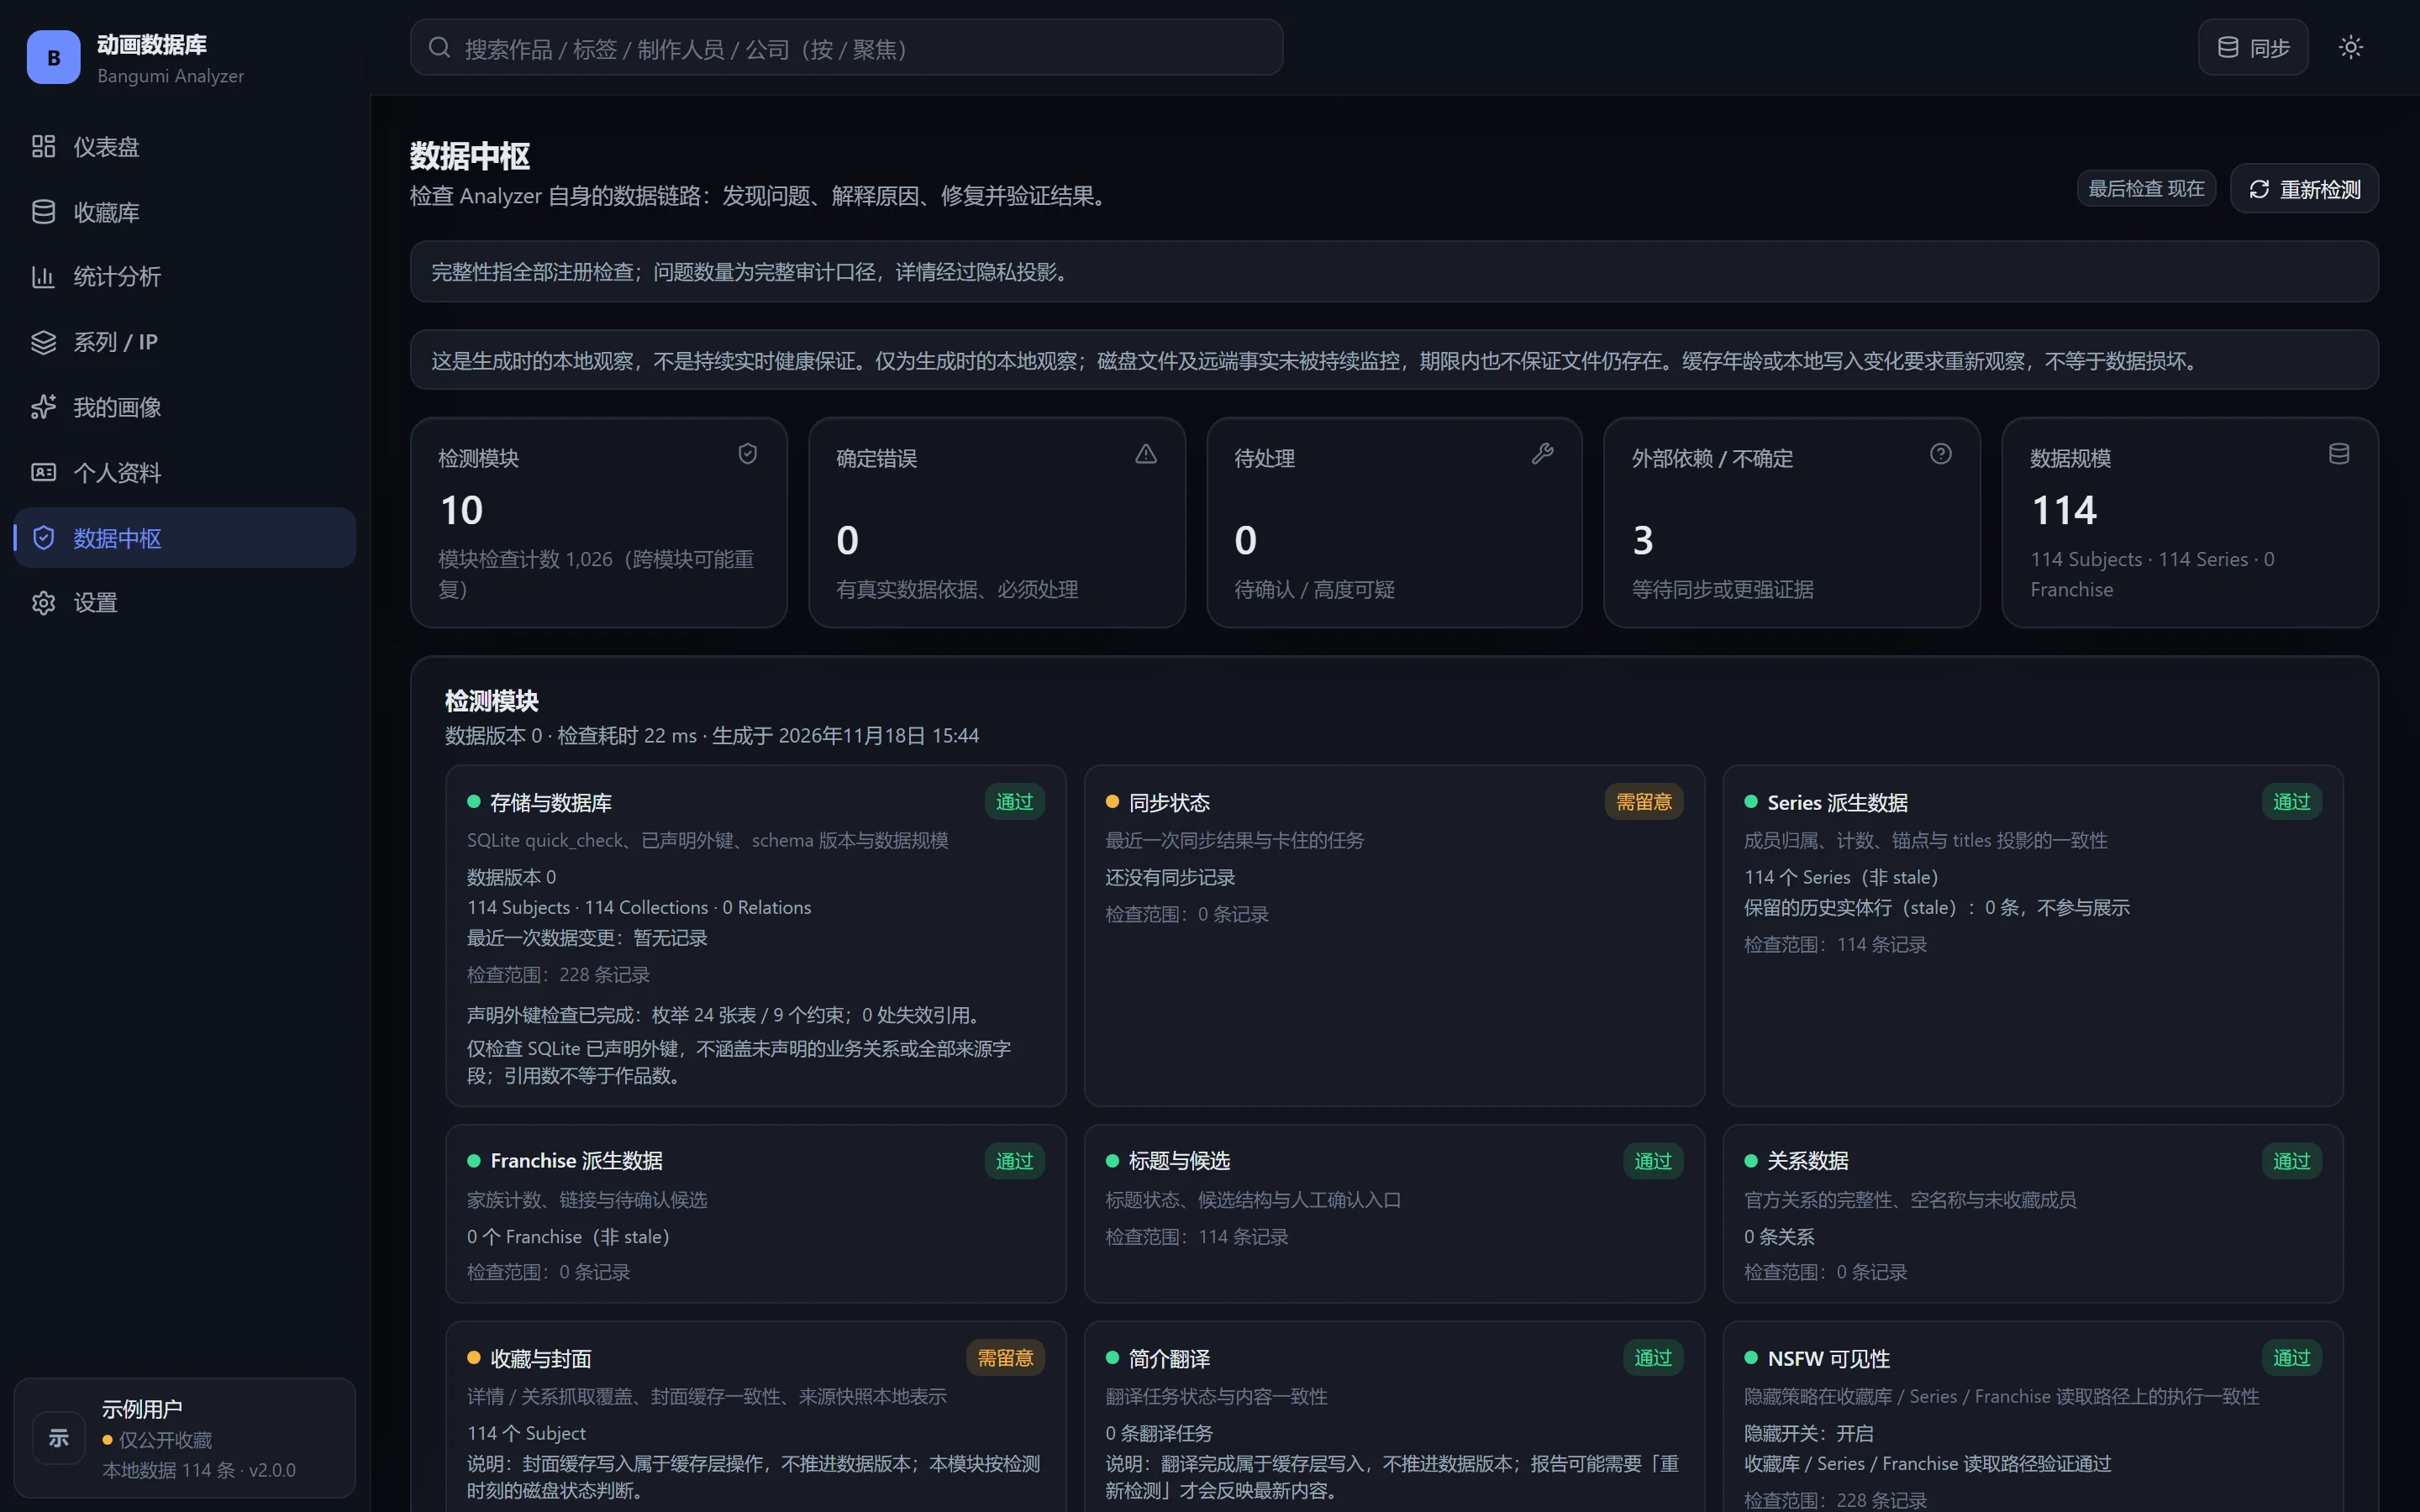 B
动画数据库
Bangumi Analyzer
仪表盘
收藏库
统计分析
系列 / IP
我的画像
个人资料
数据中枢
设置
示
示例用户
仅公开收藏
本地数据 114 条 · v2.0.0
搜索作品 / 标签 / 制作人员 / 公司（按 / 聚焦）
同步
数据中枢
检查 Analyzer 自身的数据链路：发现问题、解释原因、修复并验证结果。
最后检查 现在
重新检测
完整性指全部注册检查；问题数量为完整审计口径，详情经过隐私投影。
这是生成时的本地观察，不是持续实时健康保证。仅为生成时的本地观察；磁盘文件及远端事实未被持续监控，期限内也不保证文件仍存在。缓存年龄或本地写入变化要求重新观察，不等于数据损坏。
检测模块
10
模块检查计数 1,026（跨模块可能重
复）
确定错误
0
有真实数据依据、必须处理
待处理
0
待确认 / 高度可疑
外部依赖 / 不确定
3
等待同步或更强证据
数据规模
114
114 Subjects · 114 Series · 0
Franchise
检测模块
数据版本 0 · 检查耗时 22 ms · 生成于 2026年11月18日 15:44
存储与数据库
通过
SQLite quick_check、已声明外键、schema 版本与数据规模
数据版本 0
114 Subjects · 114 Collections · 0 Relations
最近一次数据变更：暂无记录
检查范围：228 条记录
声明外键检查已完成：枚举 24 张表 / 9 个约束；0 处失效引用。
仅检查 SQLite 已声明外键，不涵盖未声明的业务关系或全部来源字
段；引用数不等于作品数。
同步状态
需留意
最近一次同步结果与卡住的任务
还没有同步记录
检查范围：0 条记录
Series 派生数据
通过
成员归属、计数、锚点与 titles 投影的一致性
114 个 Series（非 stale）
保留的历史实体行（stale）：0 条，不参与展示
检查范围：114 条记录
Franchise 派生数据
通过
家族计数、链接与待确认候选
0 个 Franchise（非 stale）
检查范围：0 条记录
标题与候选
通过
标题状态、候选结构与人工确认入口
检查范围：114 条记录
关系数据
通过
官方关系的完整性、空名称与未收藏成员
0 条关系
检查范围：0 条记录
收藏与封面
需留意
详情 / 关系抓取覆盖、封面缓存一致性、来源快照本地表示
114 个 Subject
说明：封面缓存写入属于缓存层操作，不推进数据版本；本模块按检测
时刻的磁盘状态判断。
简介翻译
通过
翻译任务状态与内容一致性
0 条翻译任务
说明：翻译完成属于缓存层写入，不推进数据版本；报告可能需要「重
新检测」才会反映最新内容。
NSFW 可见性
通过
隐藏策略在收藏库 / Series / Franchise 读取路径上的执行一致性
隐藏开关：开启
收藏库 / Series / Franchise 读取路径验证通过
检查范围：228 条记录